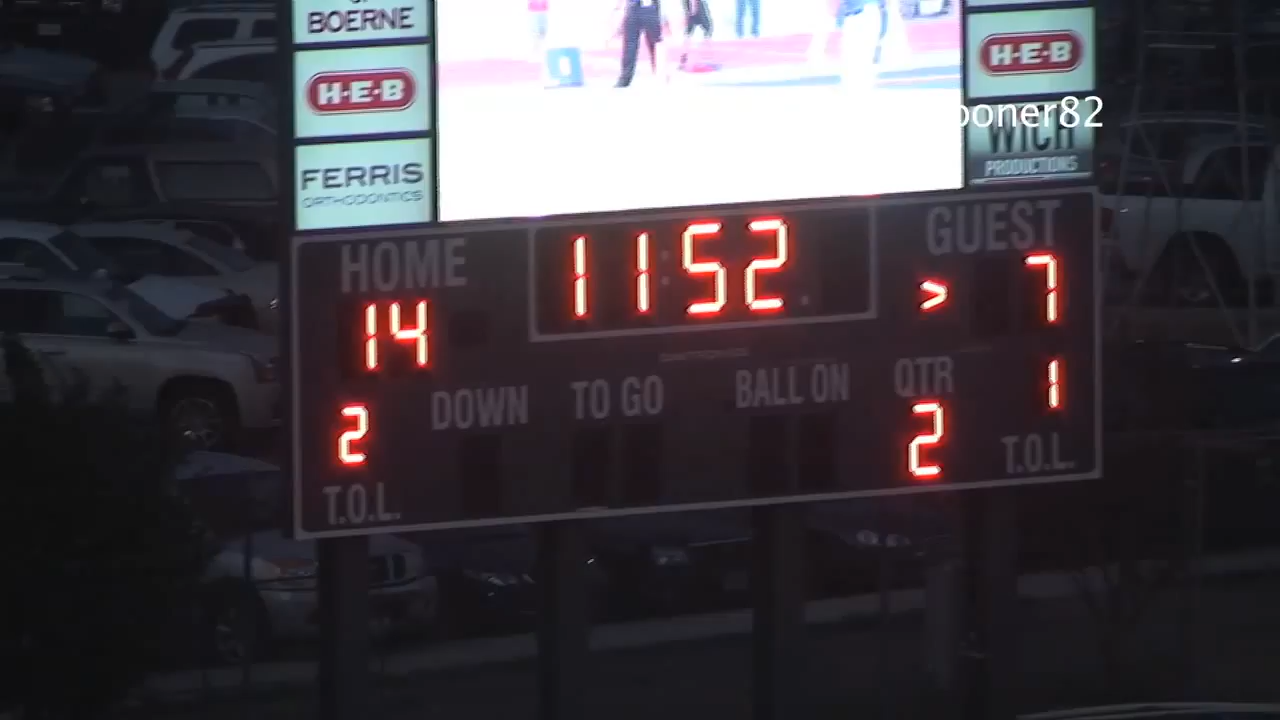 BOERNE
H-E-B
FERRIS
ORTHODONTICS
H-E-B
ooner82
WICH
PRODUCTIONS
HOME
14
11:52
GUEST
> 7
DOWN
TO GO
BALL ON
QTR
1
2
2
T.O.L.
T.O.L.